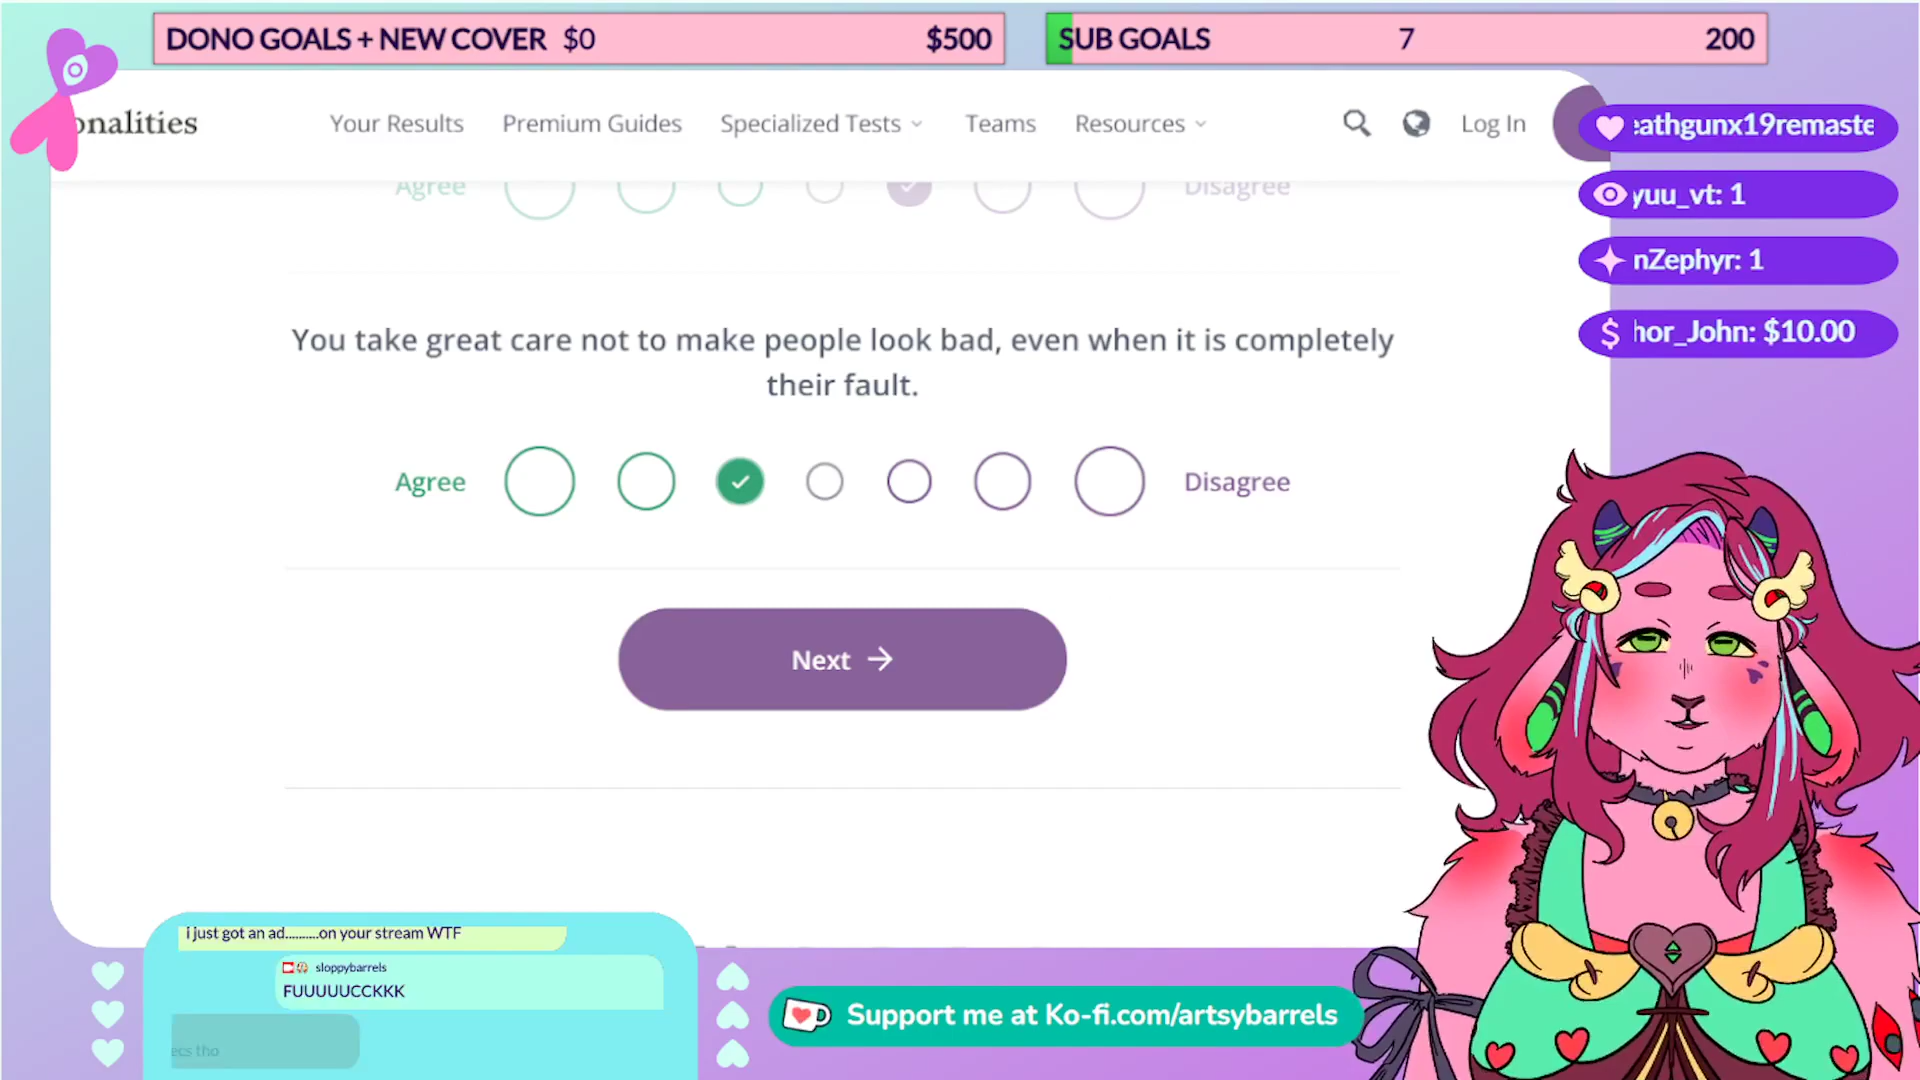 DONO GOALS + NEW COVER $0 $500
SUB GOALS 7 200
onalities
Your Results Premium Guides Specialized Tests Teams Resources Log In
eathgunx19remaste
yuu_vt: 1
nZephyr: 1
hor_John: $10.00
Agree Disagree
You take great care not to make people look bad, even when it is completely
their fault.
Agree Disagree
Next →
i just got an ad..........on your stream WTF
sloppybarrels
FUUUUUCCKKK
ecs tho
Support me at Ko-fi.com/artsybarrels